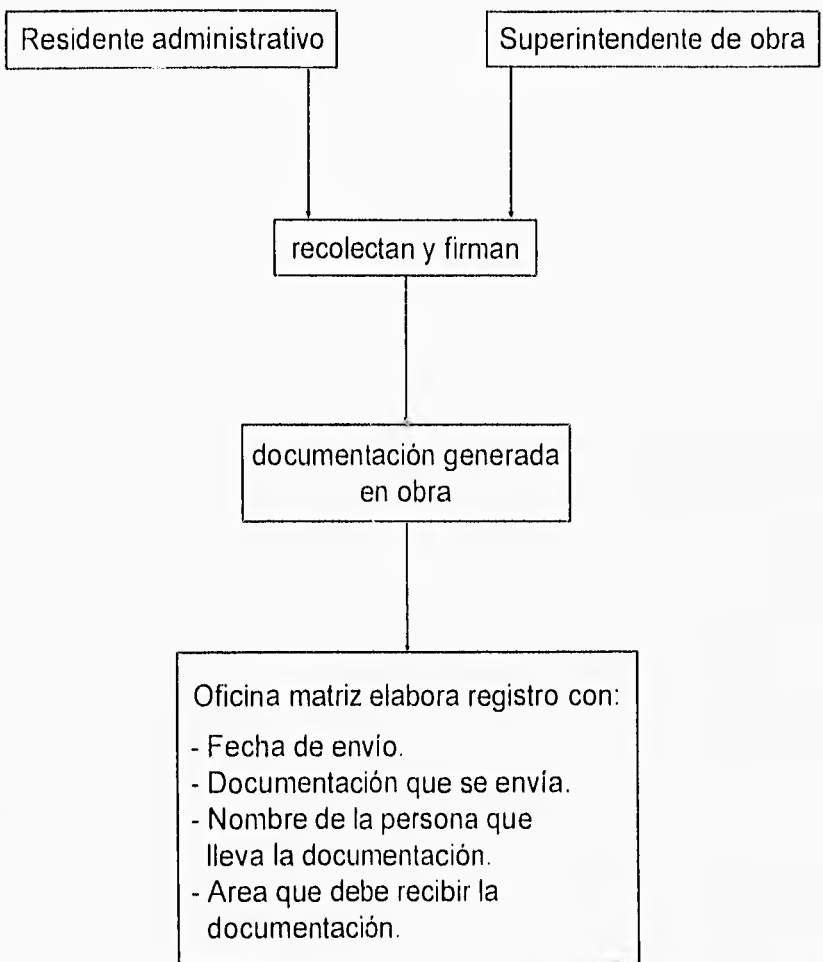 Residente administrativo
Superintendente de obra
recolectan y firman
documentación generada
en obra
Oficina matriz elabora registro con:
- Fecha de envío.
- Documentación que se envía.
- Nombre de la persona que
lleva la documentación.
- Area que debe recibir la
documentación.